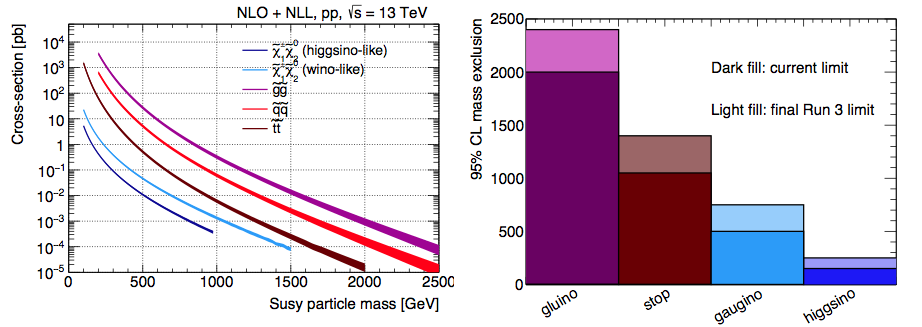 NLO + NLL, pp, √s = 13 TeV
Cross-section [pb]
10⁴
10³
10²
10
1
10⁻¹
10⁻²
10⁻³
10⁻⁴
10⁻⁵
χ̃₁±χ̃₂⁰ (higgsino-like)
χ̃₁±χ̃₂⁰ (wino-like)
g̃g̃
q̃q̃
t̃t̃
0 500 1000 1500 2000 2500
Susy particle mass [GeV]
95% CL mass exclusion
2500
2000
1500
1000
500
0
Dark fill: current limit
Light fill: final Run 3 limit
gluino stop gaugino higgsino